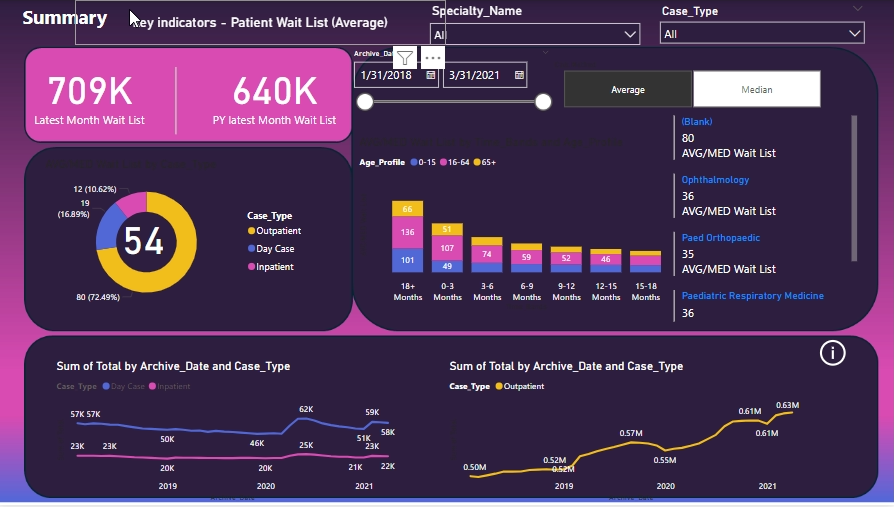 Summary
Key indicators - Patient Wait List (Average)
Specialty_Name
All
Case_Type
All
709K
Latest Month Wait List
640K
PY latest Month Wait List
1/31/2018
3/31/2021
Average
Median
(Blank)
80
AVG/MED Wait List
Ophthalmology
36
AVG/MED Wait List
Paed Orthopaedic
35
AVG/MED Wait List
Paediatric Respiratory Medicine
36
12 (10.62%)
19
(16.89%)
54
80 (72.49%)
Case_Type
Outpatient
Day Case
Inpatient
Age_Profile 0-15 16-64 65+
66
136
101
51
107
49
74
59
52
46
18+
Months
0-3
Months
3-6
Months
6-9
Months
9-12
Months
12-15
Months
15-18
Months
Sum of Total by Archive_Date and Case_Type
Case_Type Day Case Inpatient
57K 57K
50K
46K
62K
51K
59K
58K
23K 23K
20K
20K
25K
21K
23K
22K
2019 2020 2021
Sum of Total by Archive_Date and Case_Type
Case_Type Outpatient
0.50M
0.52M
0.52M
0.57M
0.55M
0.61M
0.61M
0.63M
2019 2020 2021